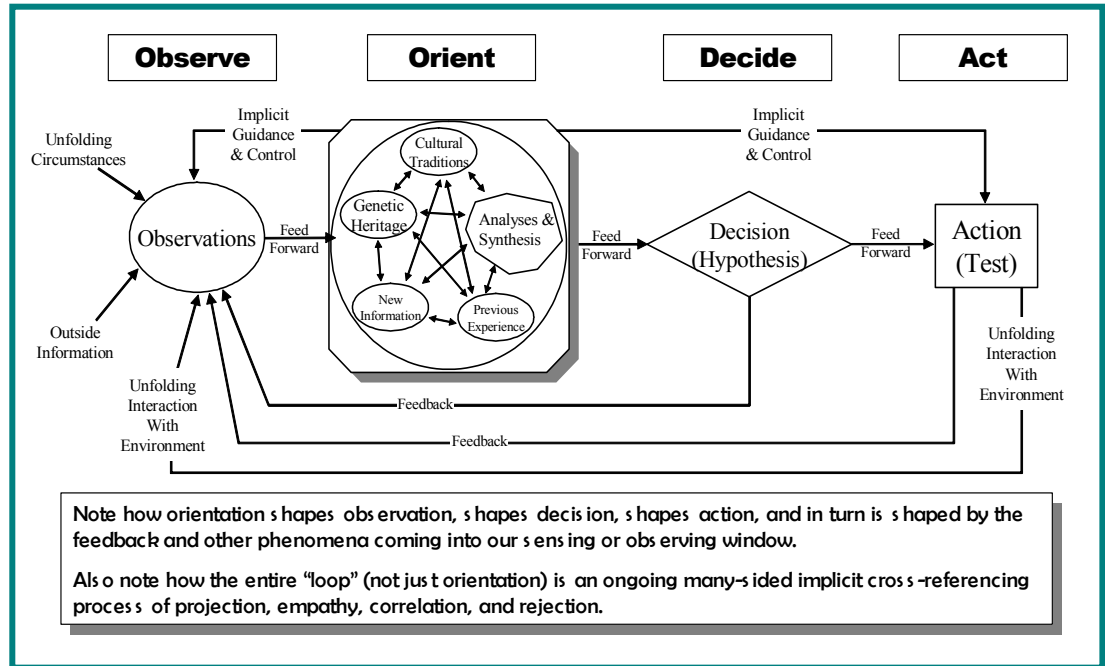 Observe
Orient
Decide
Act
Implicit
Guidance
& Control
Implicit
Guidance
& Control
Unfolding
Circumstances
Cultural
Traditions
Genetic
Heritage
Analyses &
Synthesis
New
Information
Previous
Experience
Observations
Feed
Forward
Feed
Forward
Decision
(Hypothesis)
Feed
Forward
Action
(Test)
Outside
Information
Unfolding
Interaction
With
Environment
Unfolding
Interaction
With
Environment
Feedback
Feedback
Note how orientation shapes observation, shapes decision, shapes action, and in turn is shaped by the
feedback and other phenomena coming into our sensing or observing window.
Also note how the entire “loop” (not just orientation) is an ongoing many-sided implicit cross-referencing
process of projection, empathy, correlation, and rejection.